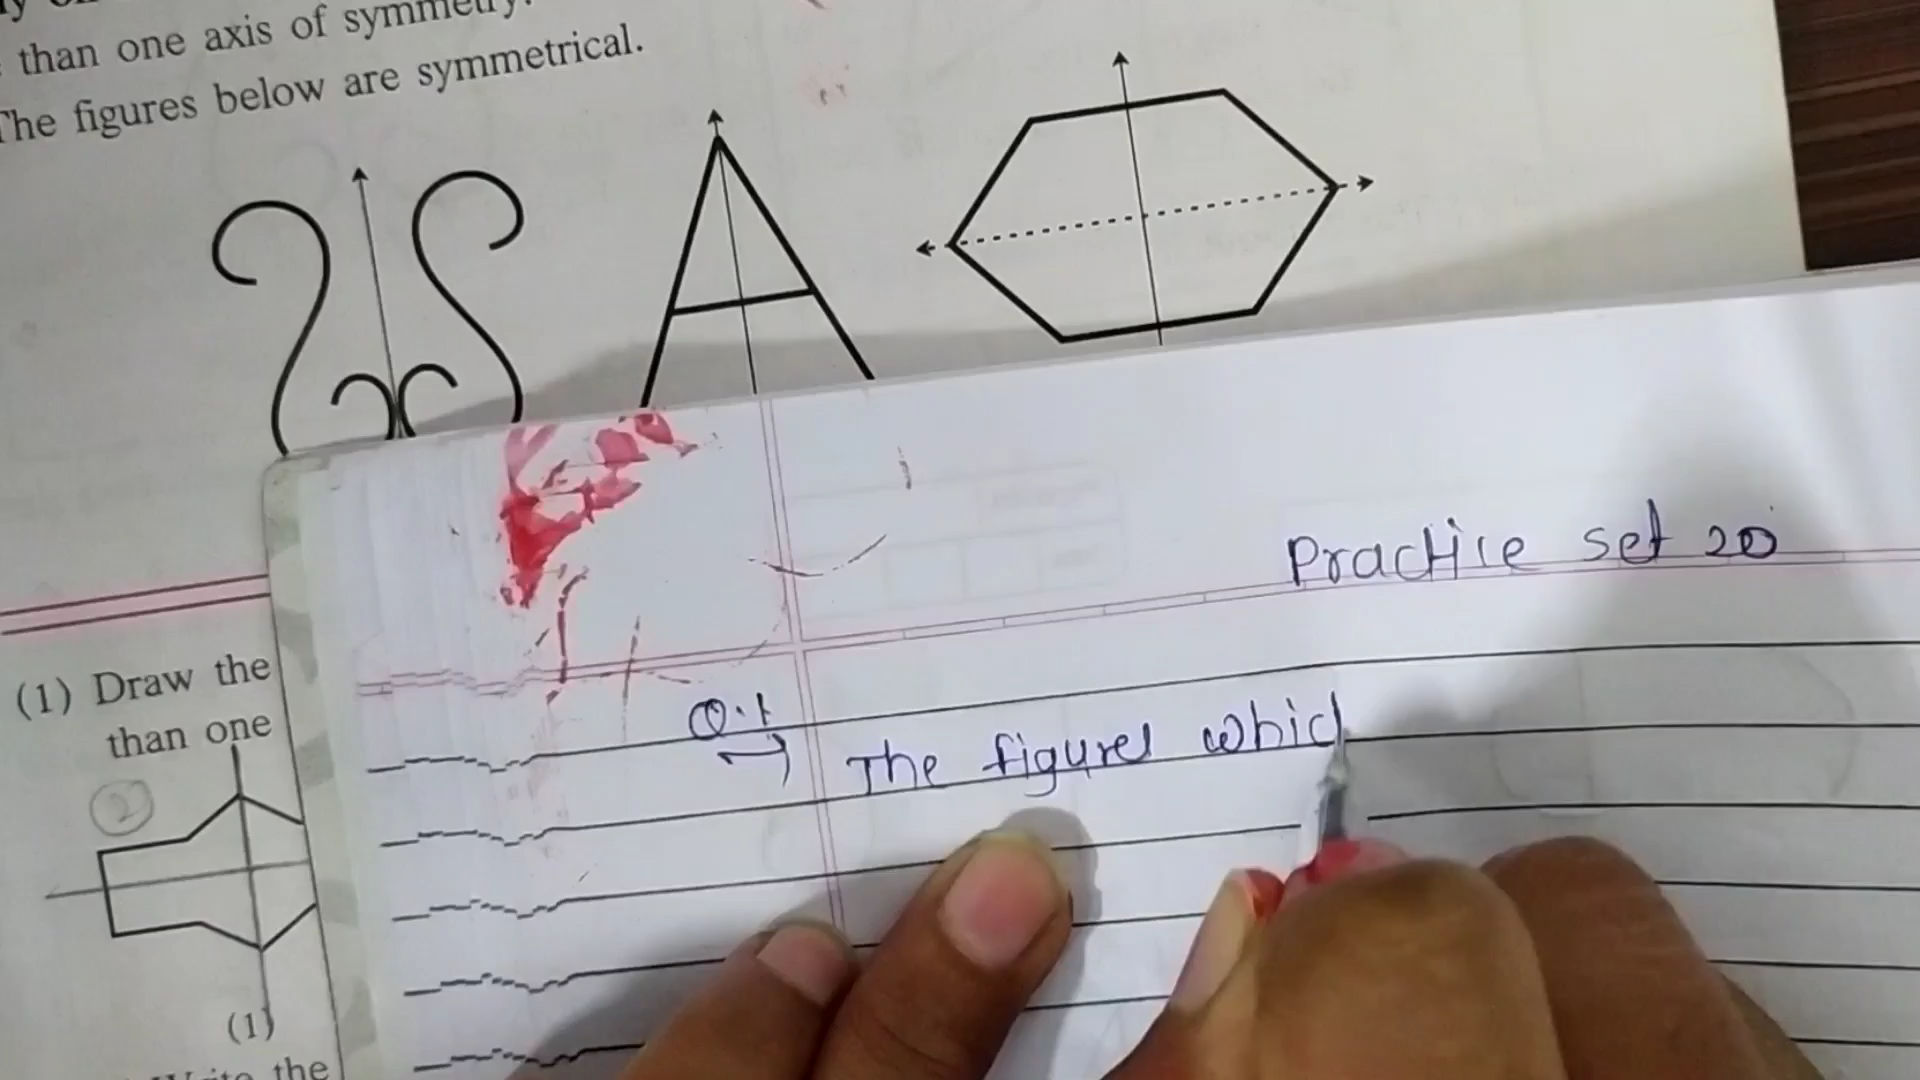 than one axis of symmetry.
The figures below are symmetrical.
Practice set 20
Q.1
The figures which
(1) Draw the
than one
2
(1)
the